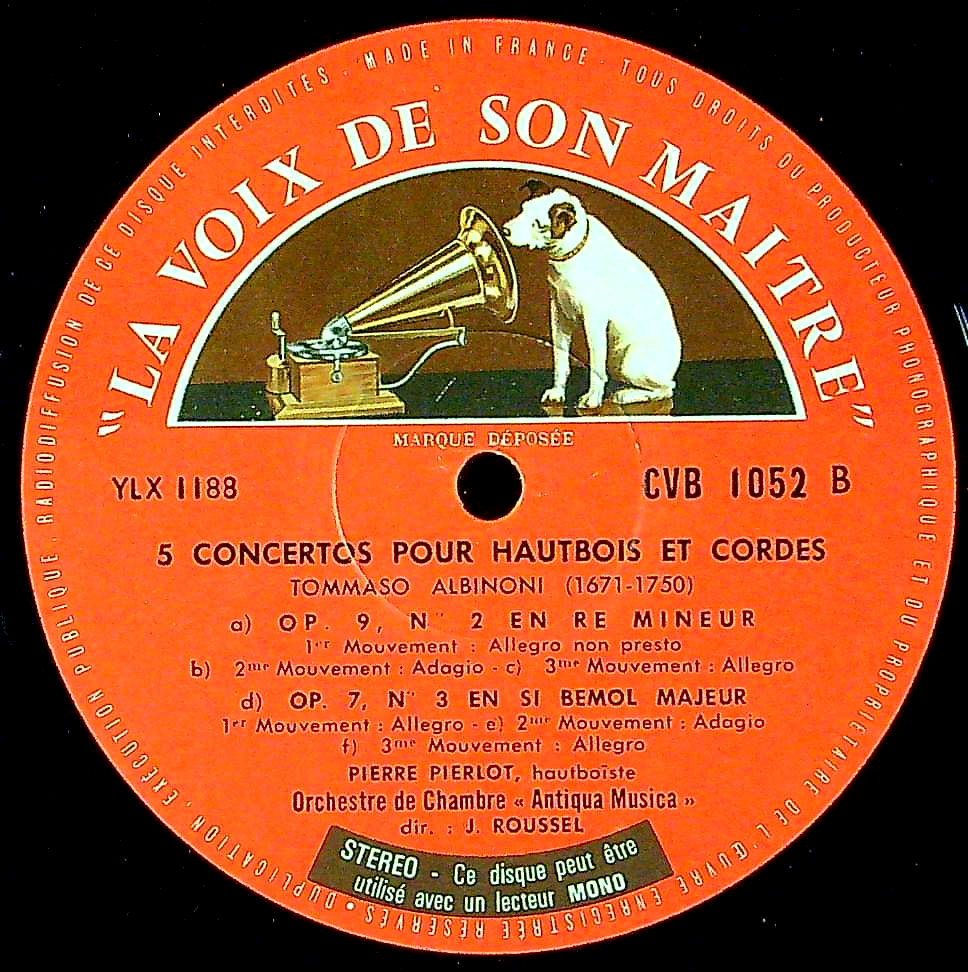 MADE IN FRANCE · TOUS DROITS DU PRODUCTEUR PHONOGRAPHIQUE ET DU PROPRIETAIRE DE L'ŒUVRE ENREGISTRÉE RÉSERVÉS • DUPLICATION, EXÉCUTION PUBLIQUE, RADIODIFFUSION DE CE DISQUE INTERDITES ·
"LA VOIX DE SON MAITRE"
MARQUE DÉPOSÉE
YLX 1188 CVB 1052 B
5 CONCERTOS POUR HAUTBOIS ET CORDES
TOMMASO ALBINONI (1671-1750)
a) OP. 9, N° 2 EN RE MINEUR
1er Mouvement : Allegro non presto
b) 2me Mouvement : Adagio - c) 3me Mouvement : Allegro
d) OP. 7, N° 3 EN SI BEMOL MAJEUR
1er Mouvement : Allegro - e) 2me Mouvement : Adagio
f) 3me Mouvement : Allegro
PIERRE PIERLOT, hautboïste
Orchestre de Chambre « Antiqua Musica »
dir. : J. ROUSSEL
STEREO - Ce disque peut être
utilisé avec un lecteur MONO